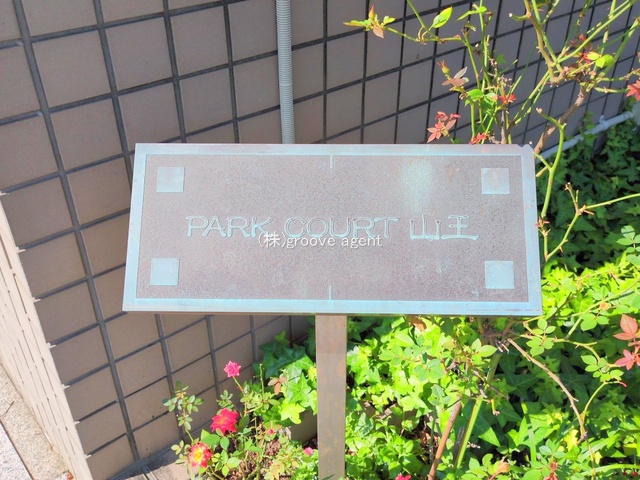 PARK COURT 山王
(株)groove agent